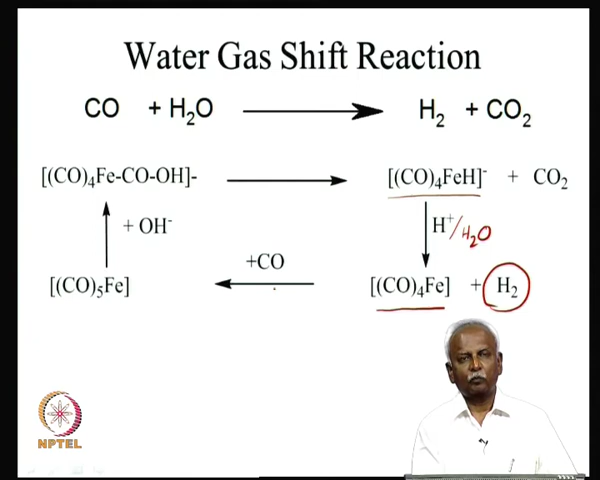 Water Gas Shift Reaction
CO + H₂O H₂ + CO₂
[(CO)₄Fe-CO-OH]- [(CO)₄FeH]⁻ + CO₂
+ OH⁻ H⁺/H₂O
+CO
[(CO)₅Fe] [(CO)₄Fe] + H₂
NPTEL